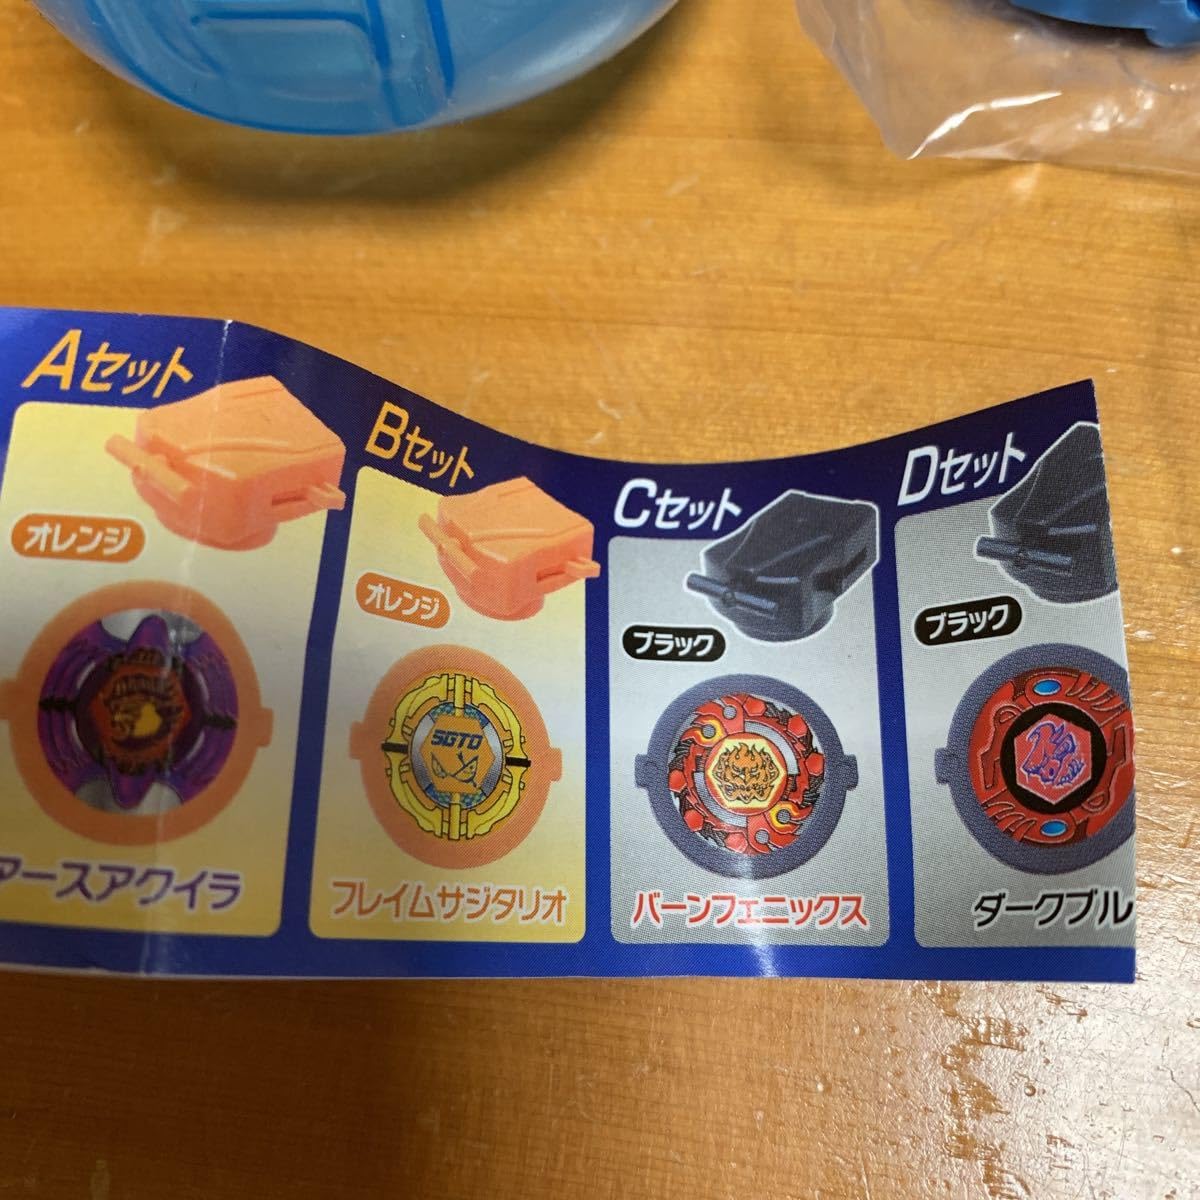 Aセット
オレンジ
アースアクイラ
Bセット
オレンジ
SGTO
フレイムサジタリオ
Cセット
ブラック
バーンフェニックス
Dセット
ブラック
ダークブル